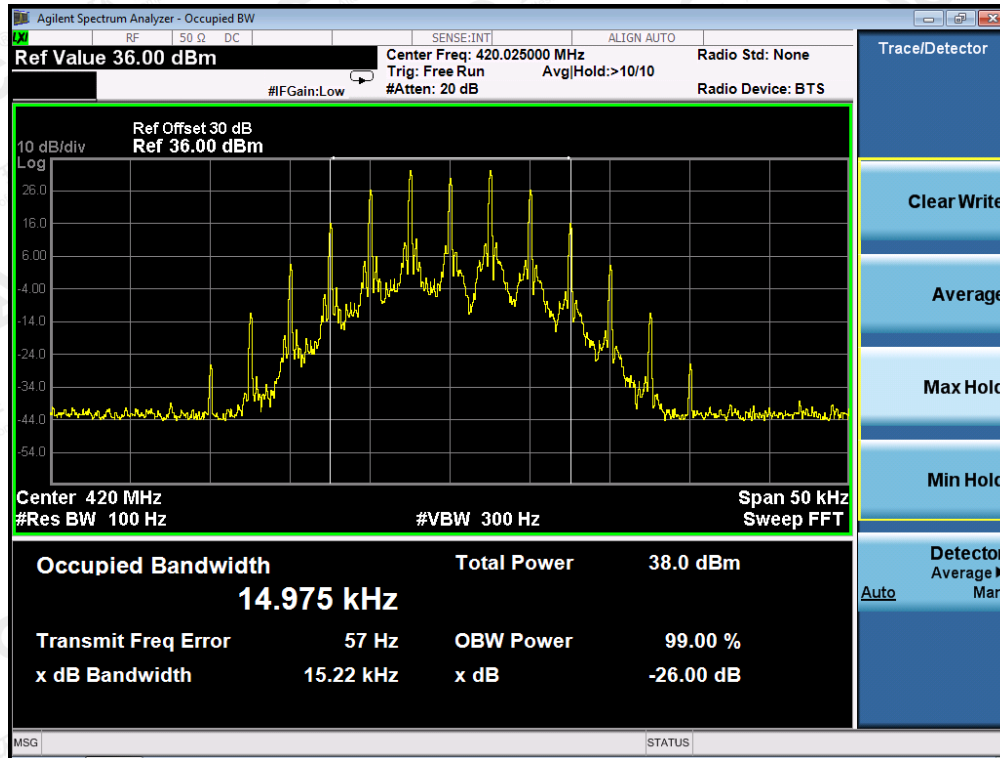 Agilent Spectrum Analyzer - Occupied BW
LXI
RF 50 Ω DC SENSE:INT ALIGN AUTO
Ref Value 36.00 dBm
Center Freq: 420.025000 MHz
Radio Std: None
Trig: Free Run Avg|Hold:>10/10
#IFGain:Low
#Atten: 20 dB
Radio Device: BTS
Ref Offset 30 dB
10 dB/div Ref 36.00 dBm
Log
26.0
16.0
6.00
-4.00
-14.0
-24.0
-34.0
-44.0
-54.0
Center 420 MHz Span 50 kHz
#Res BW 100 Hz #VBW 300 Hz Sweep FFT
Occupied Bandwidth Total Power 38.0 dBm
14.975 kHz
Transmit Freq Error 57 Hz OBW Power 99.00 %
x dB Bandwidth 15.22 kHz x dB -26.00 dB
MSG STATUS
Trace/Detector
Clear Write
Average
Max Hold
Min Hold
Detector
Average
Auto Man